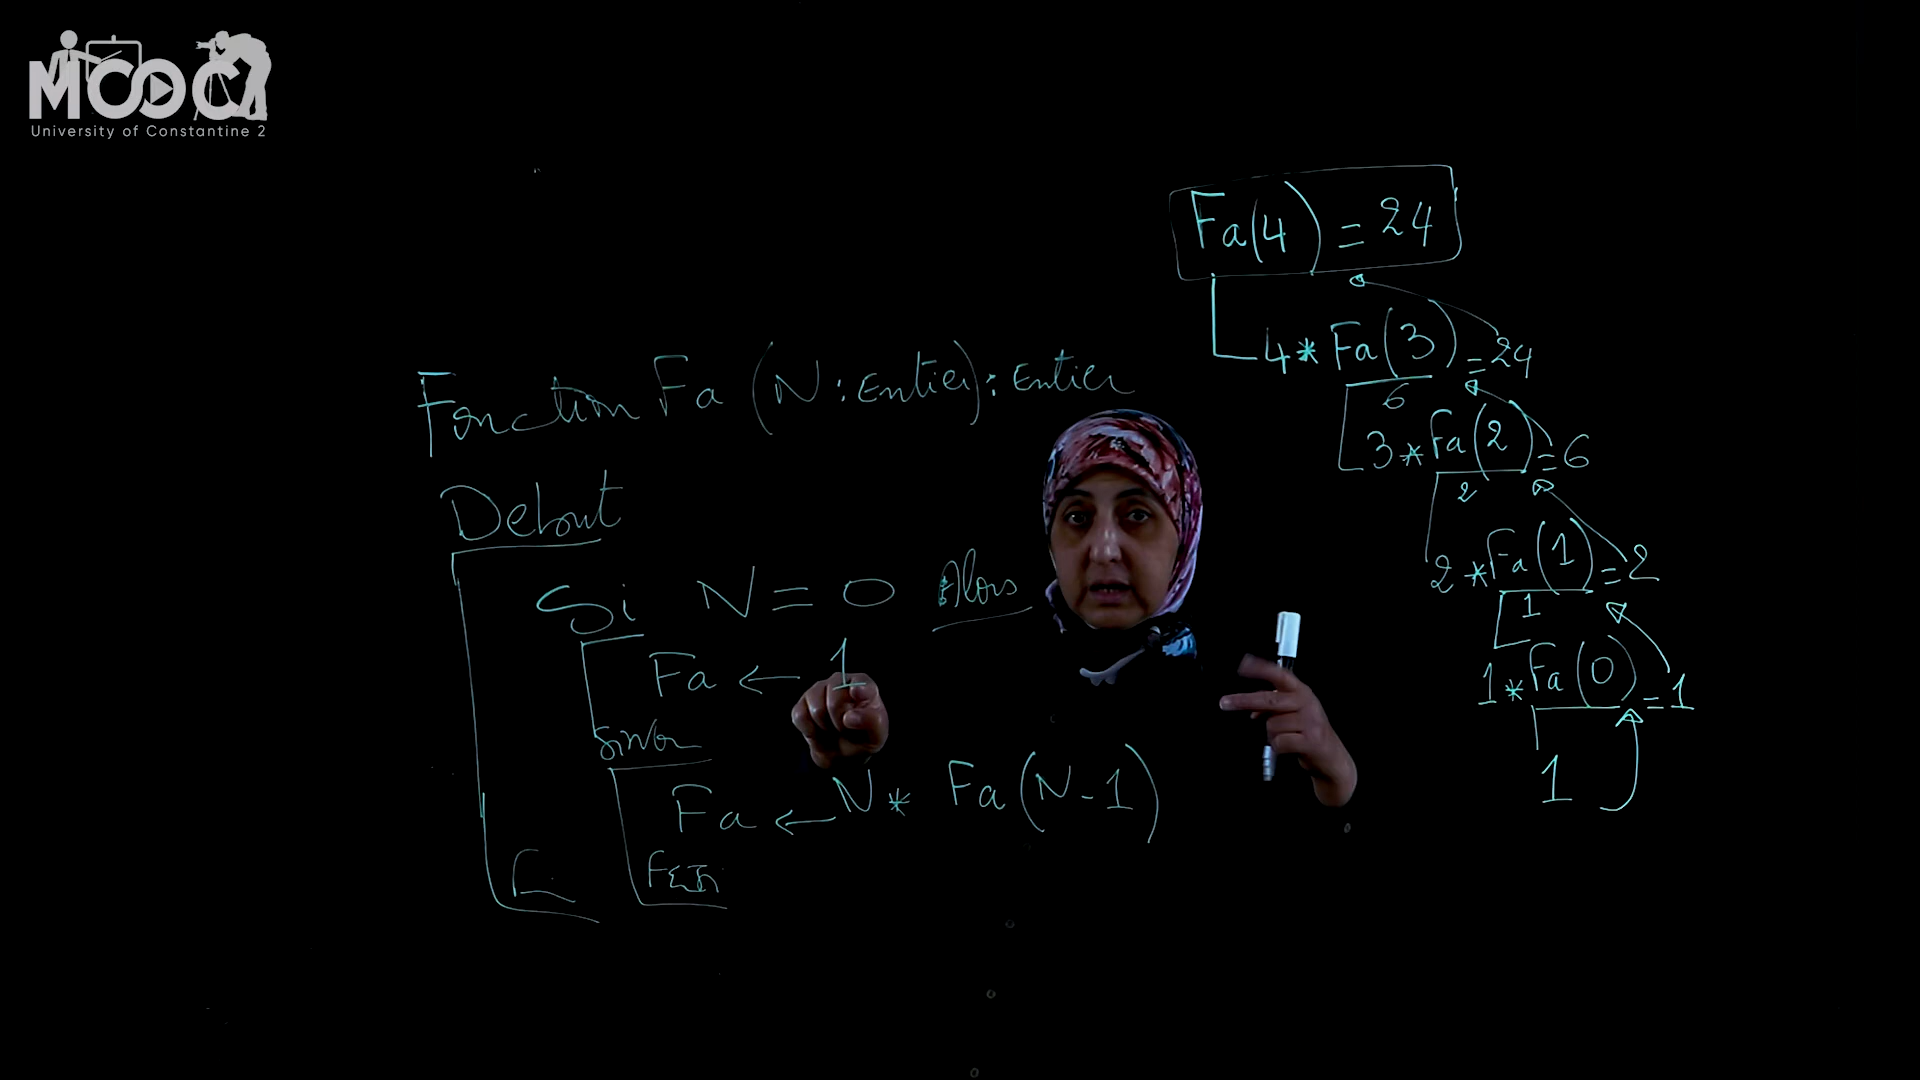 MOOC
University of Constantine 2
Fonction Fa (N : Entier) : Entier
Debut
Si N = 0 Alors
Fa ← 1
Sinon
Fa ← N * Fa (N - 1)
Fin
Fa(4) = 24
4 * Fa(3) = 24
6
3 * Fa(2) = 6
2
2 * Fa(1) = 2
1
1 * Fa(0) = 1
1